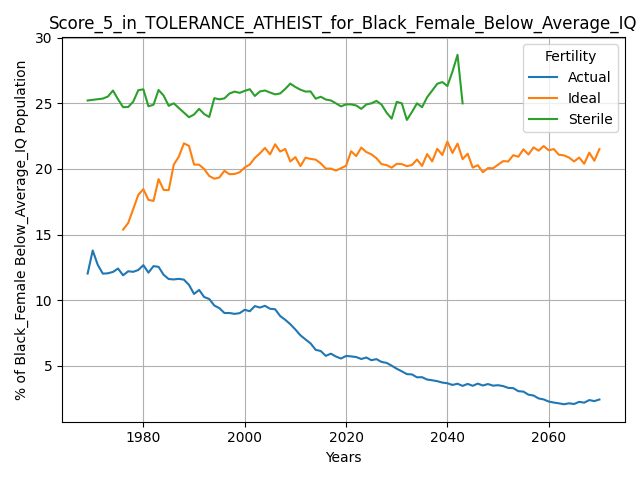 Score_5_in_TOLERANCE_ATHEIST_for_Black_Female_Below_Average_IQ
% of Black_Female Below_Average_IQ Population
30
25
20
15
10
5
Fertility
Actual
Ideal
Sterile
1980
2000
2020
2040
2060
Years